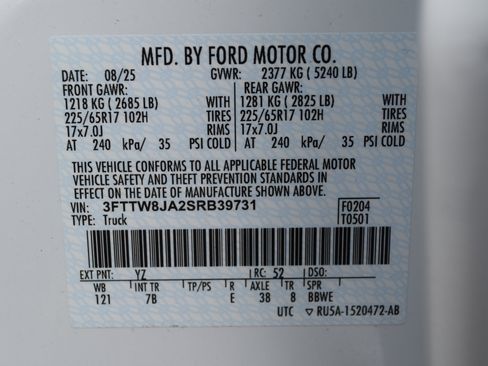 MFD. BY FORD MOTOR CO.
DATE: 08/25 GVWR: 2377 KG ( 5240 LB)
FRONT GAWR: REAR GAWR:
1218 KG ( 2685 LB) WITH 1281 KG ( 2825 LB) WITH
225/65R17 102H TIRES 225/65R17 102H TIRES
17x7.0J RIMS 17x7.0J RIMS
AT 240 kPa/ 35 PSI COLD AT 240 kPa/ 35 PSI COLD
THIS VEHICLE CONFORMS TO ALL APPLICABLE FEDERAL MOTOR
VEHICLE SAFETY AND THEFT PREVENTION STANDARDS IN
EFFECT ON THE DATE OF MANUFACTURE SHOWN ABOVE.
VIN: 3FTTW8JA2SRB39731 F0204
TYPE: Truck T0501
EXT PNT: YZ RC: 52 DSO:
WB INT TR TP/PS R AXLE TR SPR
121 7B E 38 8 BBWE
UTC RU5A-1520472-AB